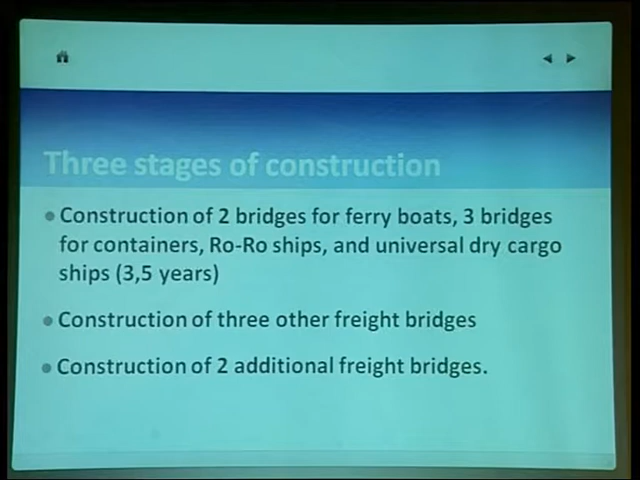 Three stages of construction
Construction of 2 bridges for ferry boats, 3 bridges
for containers, Ro-Ro ships, and universal dry cargo
ships (3,5 years)
Construction of three other freight bridges
Construction of 2 additional freight bridges.